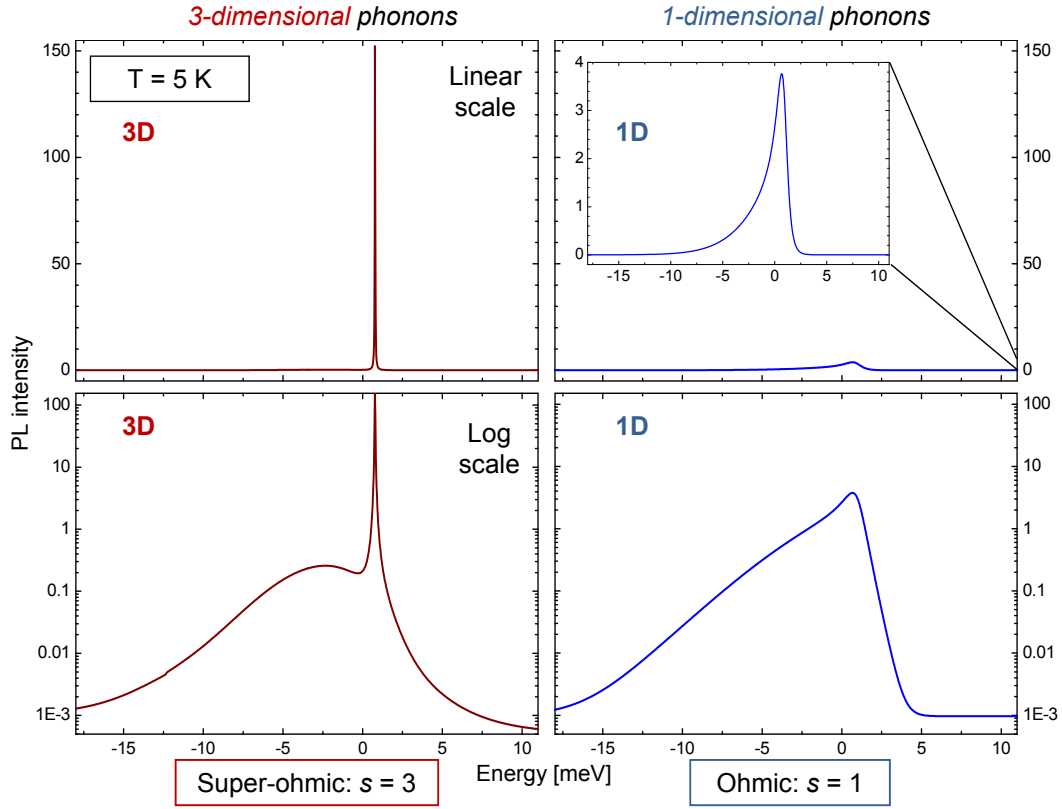 3-dimensional phonons
1-dimensional phonons
150
100
50
0
T = 5 K
Linear
scale
3D
4
3
2
1
0
-15 -10 -5 0 5 10
1D
150
100
50
0
PL intensity
100
10
1
0.1
0.01
1E-3
3D
Log
scale
1D
100
10
1
0.1
0.01
1E-3
-15 -10 -5 0 5 10
-15 -10 -5 0 5 10
Energy [meV]
Super-ohmic: s = 3
Ohmic: s = 1